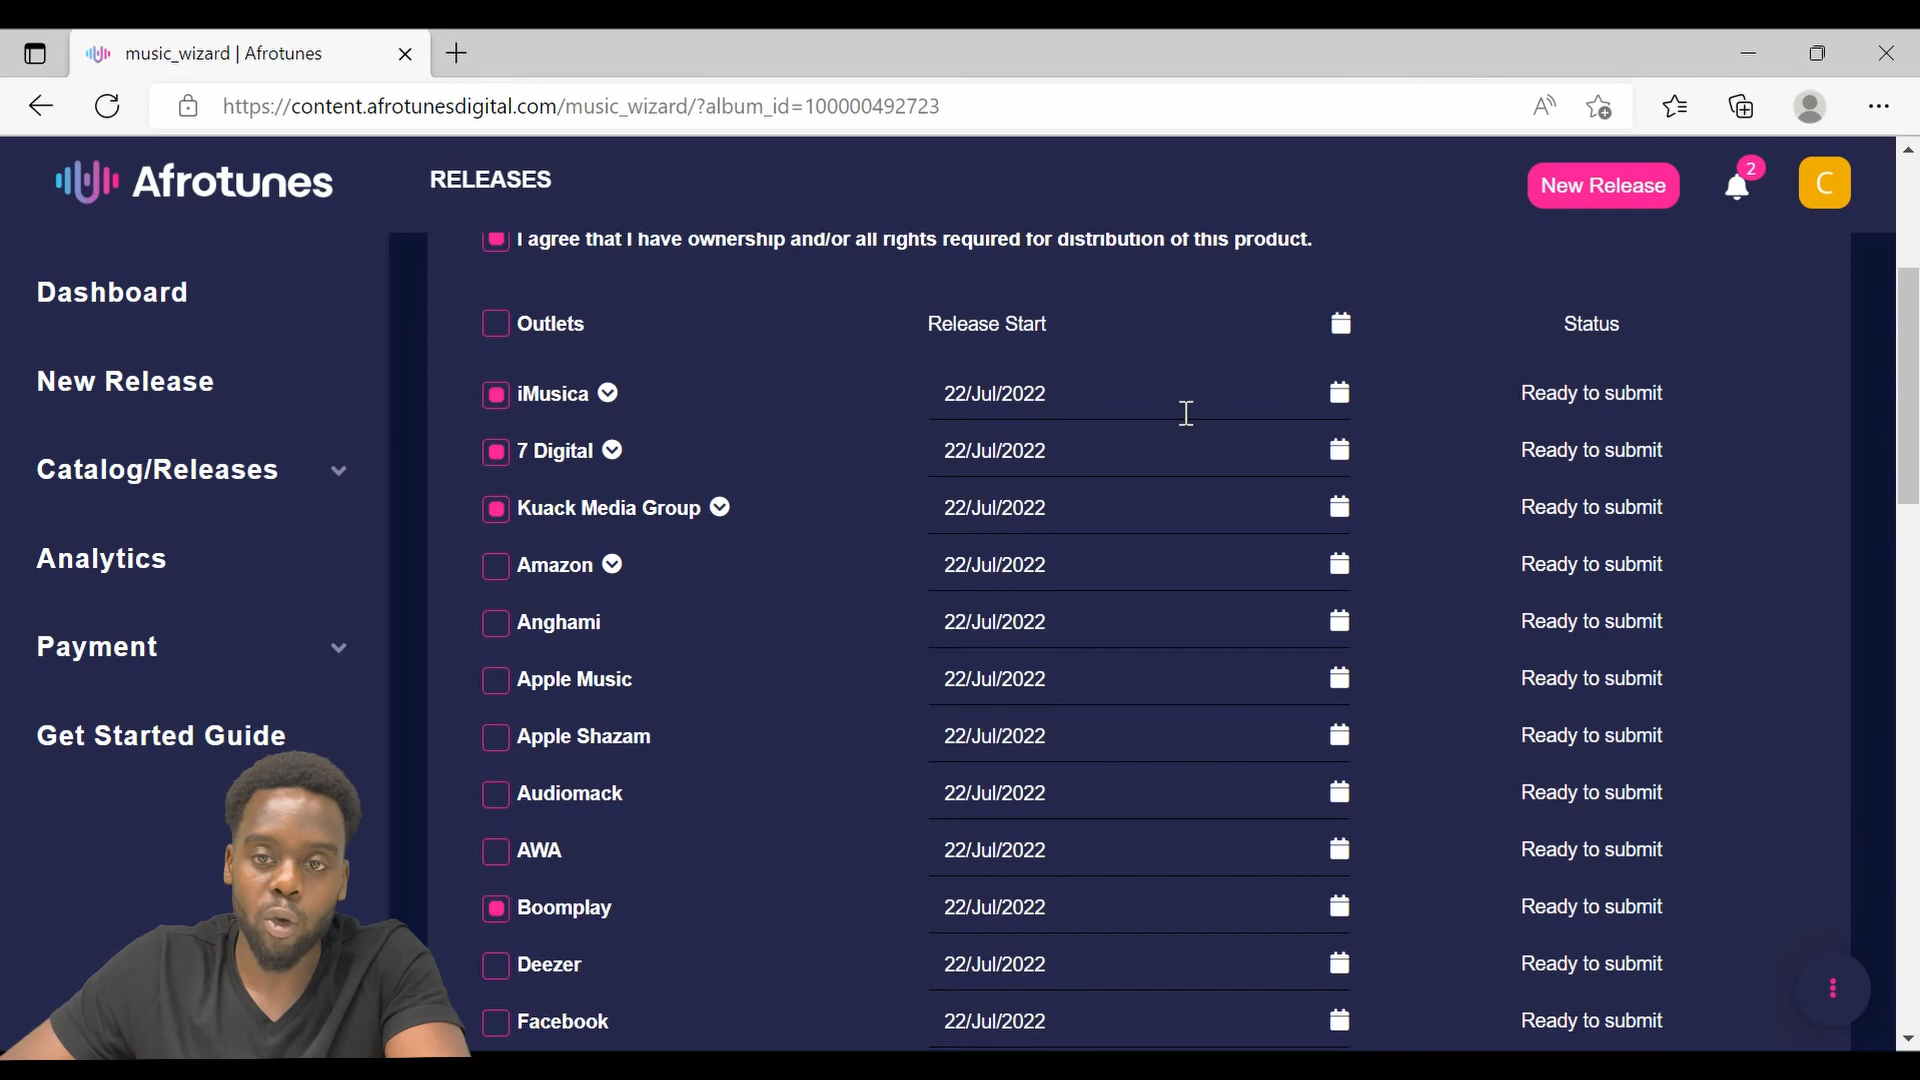 music_wizard | Afrotunes
https://content.afrotunesdigital.com/music_wizard/?album_id=100000492723
Afrotunes
RELEASES
New Release
2
C
I agree that I have ownership and/or all rights required for distribution of this product.
Dashboard
New Release
Catalog/Releases
Analytics
Payment
Get Started Guide
Outlets Release Start Status
iMusica 22/Jul/2022 Ready to submit
7 Digital 22/Jul/2022 Ready to submit
Kuack Media Group 22/Jul/2022 Ready to submit
Amazon 22/Jul/2022 Ready to submit
Anghami 22/Jul/2022 Ready to submit
Apple Music 22/Jul/2022 Ready to submit
Apple Shazam 22/Jul/2022 Ready to submit
Audiomack 22/Jul/2022 Ready to submit
AWA 22/Jul/2022 Ready to submit
Boomplay 22/Jul/2022 Ready to submit
Deezer 22/Jul/2022 Ready to submit
Facebook 22/Jul/2022 Ready to submit